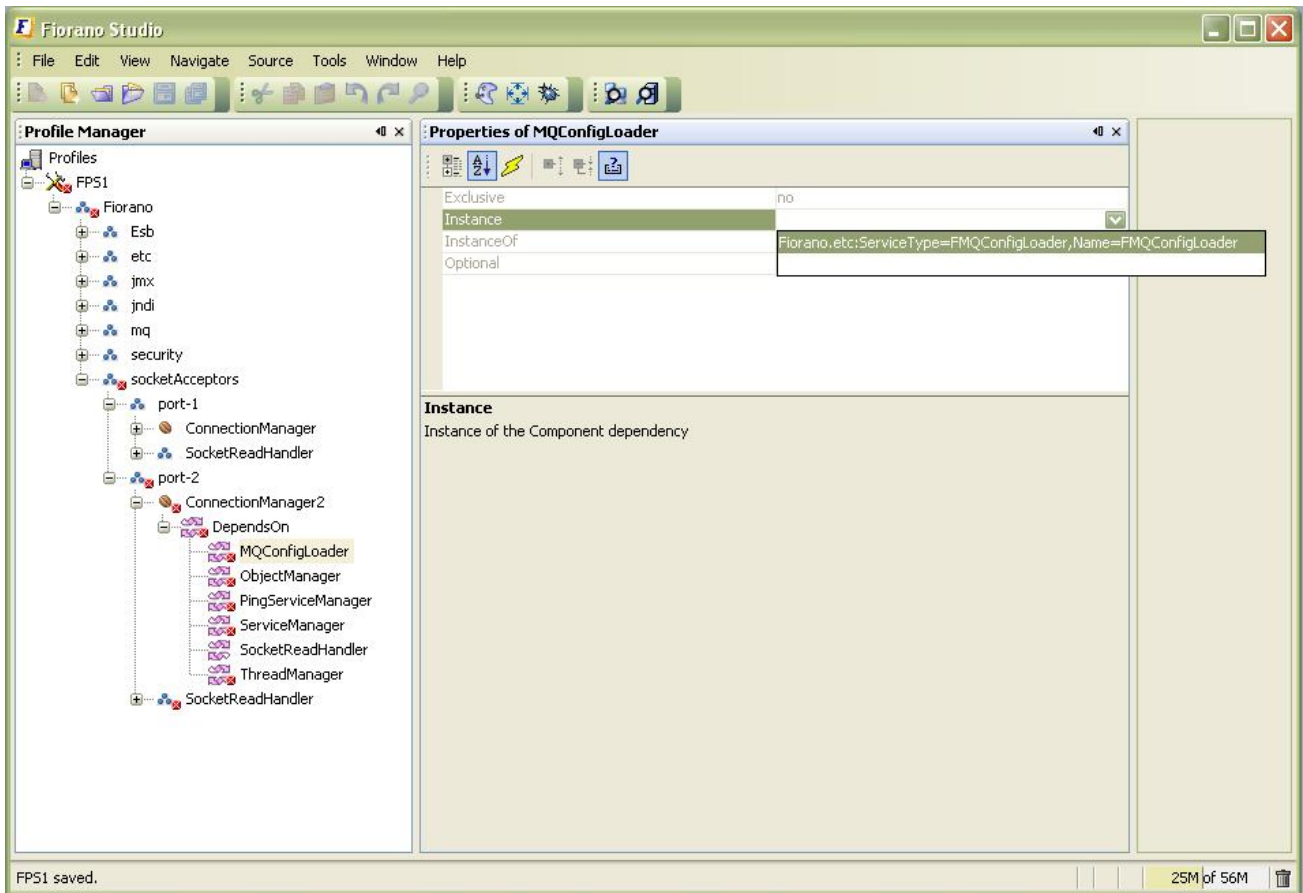 Fiorano Studio
File Edit View Navigate Source Tools Window Help
Profile Manager
Profiles
FPS1
Fiorano
Esb
etc
jmx
jndi
mq
security
socketAcceptors
port-1
ConnectionManager
SocketReadHandler
port-2
ConnectionManager2
DependsOn
MQConfigLoader
ObjectManager
PingServiceManager
ServiceManager
SocketReadHandler
ThreadManager
SocketReadHandler
Properties of MQConfigLoader
Exclusive no
Instance
InstanceOf
Fiorano.etc:ServiceType=FMQConfigLoader,Name=FMQConfigLoader
Optional
Instance
Instance of the Component dependency
FPS1 saved.
25M of 56M